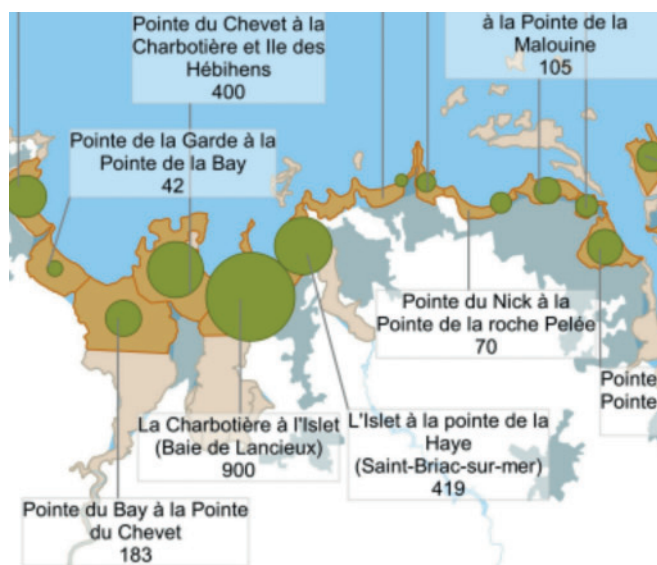 Pointe du Chevet à la
Charbotière et Ile des
Hébihens
400
à la Pointe de la
Malouine
105
Pointe de la Garde à la
Pointe de la Bay
42
Pointe du Nick à la
Pointe de la roche Pelée
70
Pointe
Pointe
La Charbotière à l'Islet
(Baie de Lancieux)
900
L'Islet à la pointe de la
Haye
(Saint-Briac-sur-mer)
419
Pointe du Bay à la Pointe
du Chevet
183